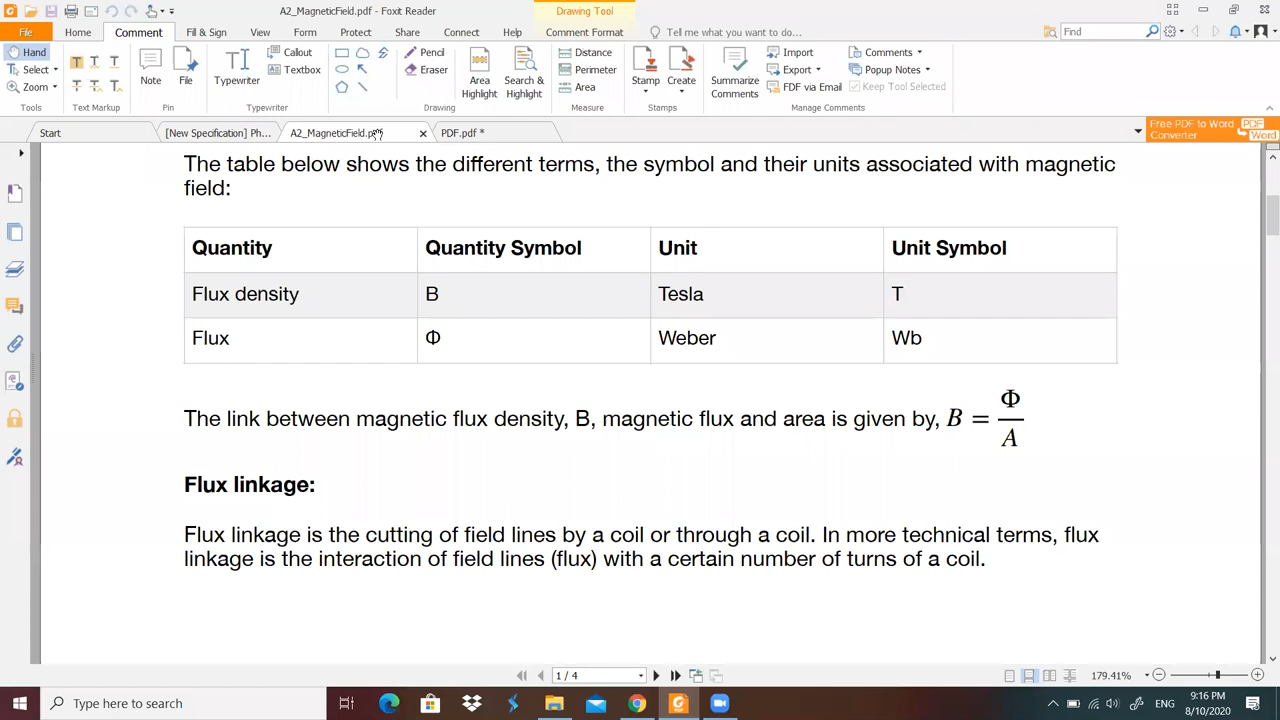 A2_MagneticField.pdf - Foxit Reader
Drawing Tool
File Home Comment Fill & Sign View Form Protect Share Connect Help Comment Format Tell me what you want to do... Find
Hand
Select
Zoom
Tools
T T T
T T T
Text Markup
Note
File
Pin
Typewriter
Callout
Textbox
Typewriter
Pencil
Eraser
Area Highlight
Search & Highlight
Drawing
Distance
Perimeter
Area
Measure
Stamp
Create
Stamps
Summarize Comments
Import
Export
FDF via Email
Comments
Popup Notes
Keep Tool Selected
Manage Comments
Start [New Specification] Ph... A2_MagneticField.pdf PDF.pdf *
Free PDF to Word Converter
PDF
Word
The table below shows the different terms, the symbol and their units associated with magnetic
field:
Quantity Quantity Symbol Unit Unit Symbol
Flux density B Tesla T
Flux Φ Weber Wb
The link between magnetic flux density, B, magnetic flux and area is given by, B = Φ / A
Flux linkage:
Flux linkage is the cutting of field lines by a coil or through a coil. In more technical terms, flux
linkage is the interaction of field lines (flux) with a certain number of turns of a coil.
1 / 4
179.41%
Type here to search
ENG
9:16 PM
8/10/2020